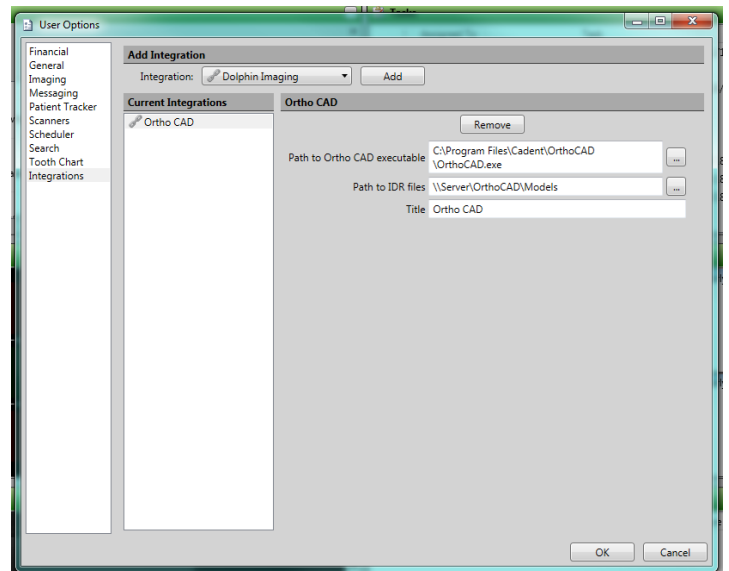 Tasks
User Options
Financial
General
Imaging
Messaging
Patient Tracker
Scanners
Scheduler
Search
Tooth Chart
Integrations
Add Integration
Integration: Dolphin Imaging Add
Current Integrations
Ortho CAD
Ortho CAD
Remove
Path to Ortho CAD executable C:\Program Files\Cadent\OrthoCAD
\OrthoCAD.exe ...
Path to IDR files \\Server\OrthoCAD\Models ...
Title Ortho CAD
OK Cancel